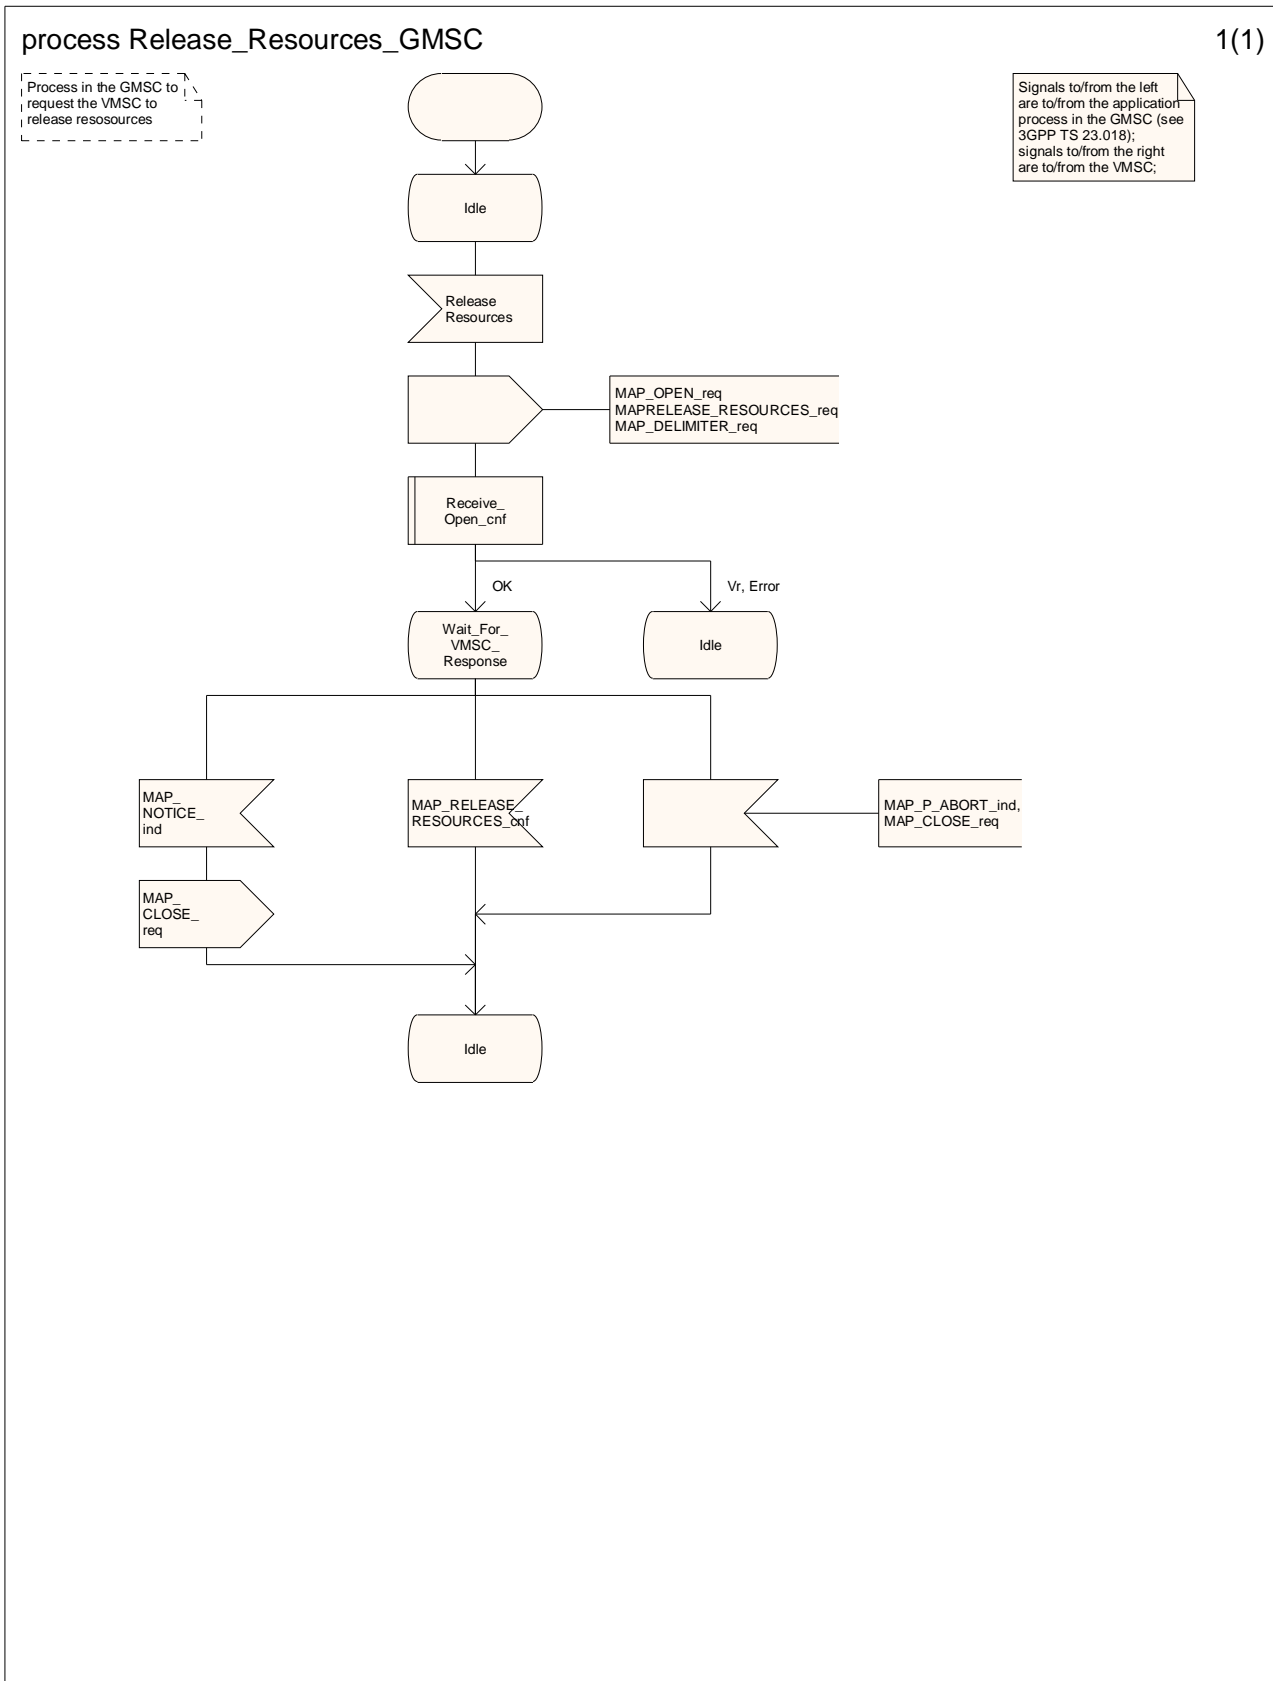 process Release_Resources_GMSC
1(1)
Process in the GMSC to
request the VMSC to
release resosources
Signals to/from the left
are to/from the application
process in the GMSC (see
3GPP TS 23.018);
signals to/from the right
are to/from the VMSC;
Idle
Release
Resources
MAP_OPEN_req
MAPRELEASE_RESOURCES_req
MAP_DELIMITER_req
Receive_
Open_cnf
OK
Vr, Error
Wait_For_
VMSC_
Response
Idle
MAP_
NOTICE_
ind
MAP_RELEASE_
RESOURCES_cnf
MAP_P_ABORT_ind,
MAP_CLOSE_req
MAP_
CLOSE_
req
Idle